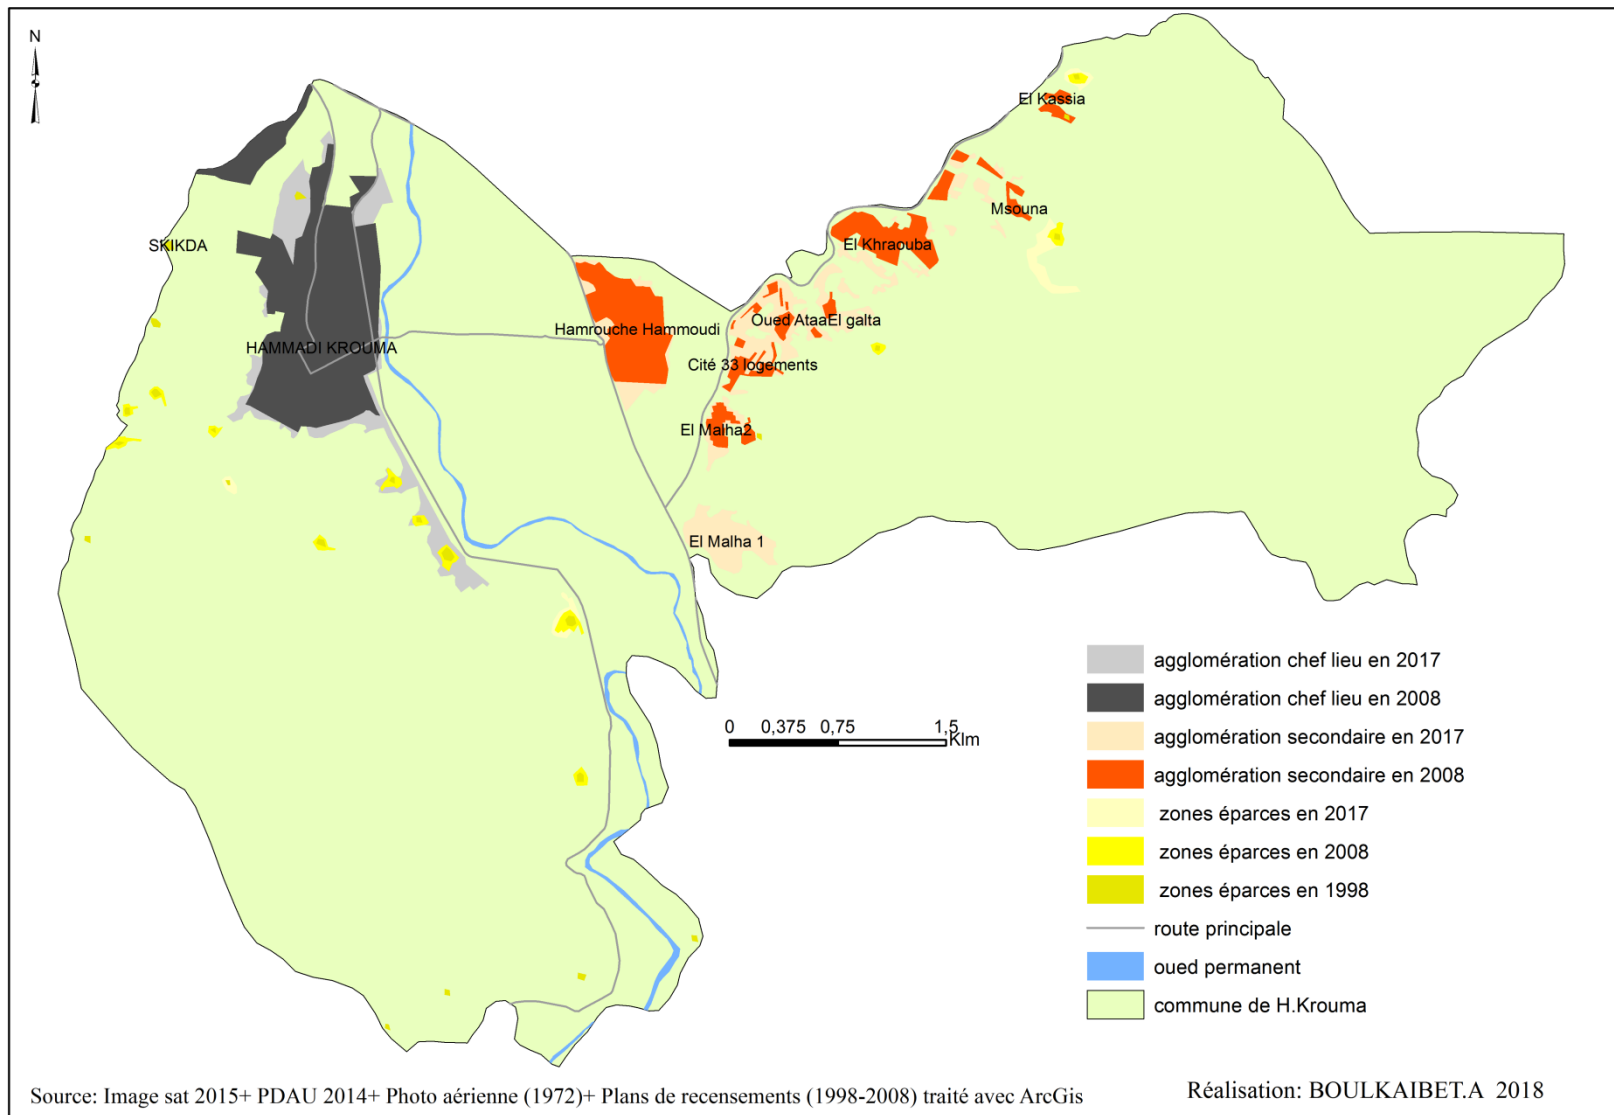 N
El Kassia
Msouna
SKIKDA
El Khraouba
Oued Ataa
El galta
Hamrouche Hammoudi
HAMMADI KROUMA
Cité 33 logements
El Malha2
El Malha 1
0 0,375 0,75 1,5
Klm
agglomération chef lieu en 2017
agglomération chef lieu en 2008
agglomération secondaire en 2017
agglomération secondaire en 2008
zones éparces en 2017
zones éparces en 2008
zones éparces en 1998
route principale
oued permanent
commune de H.Krouma
Source: Image sat 2015+ PDAU 2014+ Photo aérienne (1972)+ Plans de recensements (1998-2008) traité avec ArcGis
Réalisation: BOULKAIBET.A 2018